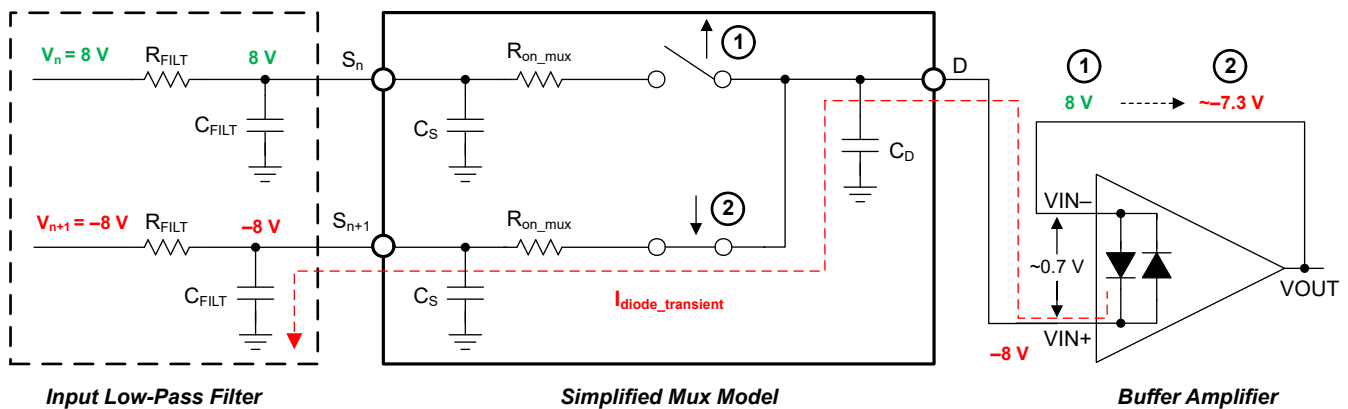 Vn = 8 V
RFILT
8 V
Sn
Ron_mux
1
D
1
2
8 V
~–7.3 V
CFILT
CS
CD
Vn+1 = –8 V
RFILT
–8 V
Sn+1
Ron_mux
2
VIN–
~0.7 V
VOUT
CFILT
CS
Idiode_transient
–8 V
VIN+
Input Low-Pass Filter
Simplified Mux Model
Buffer Amplifier